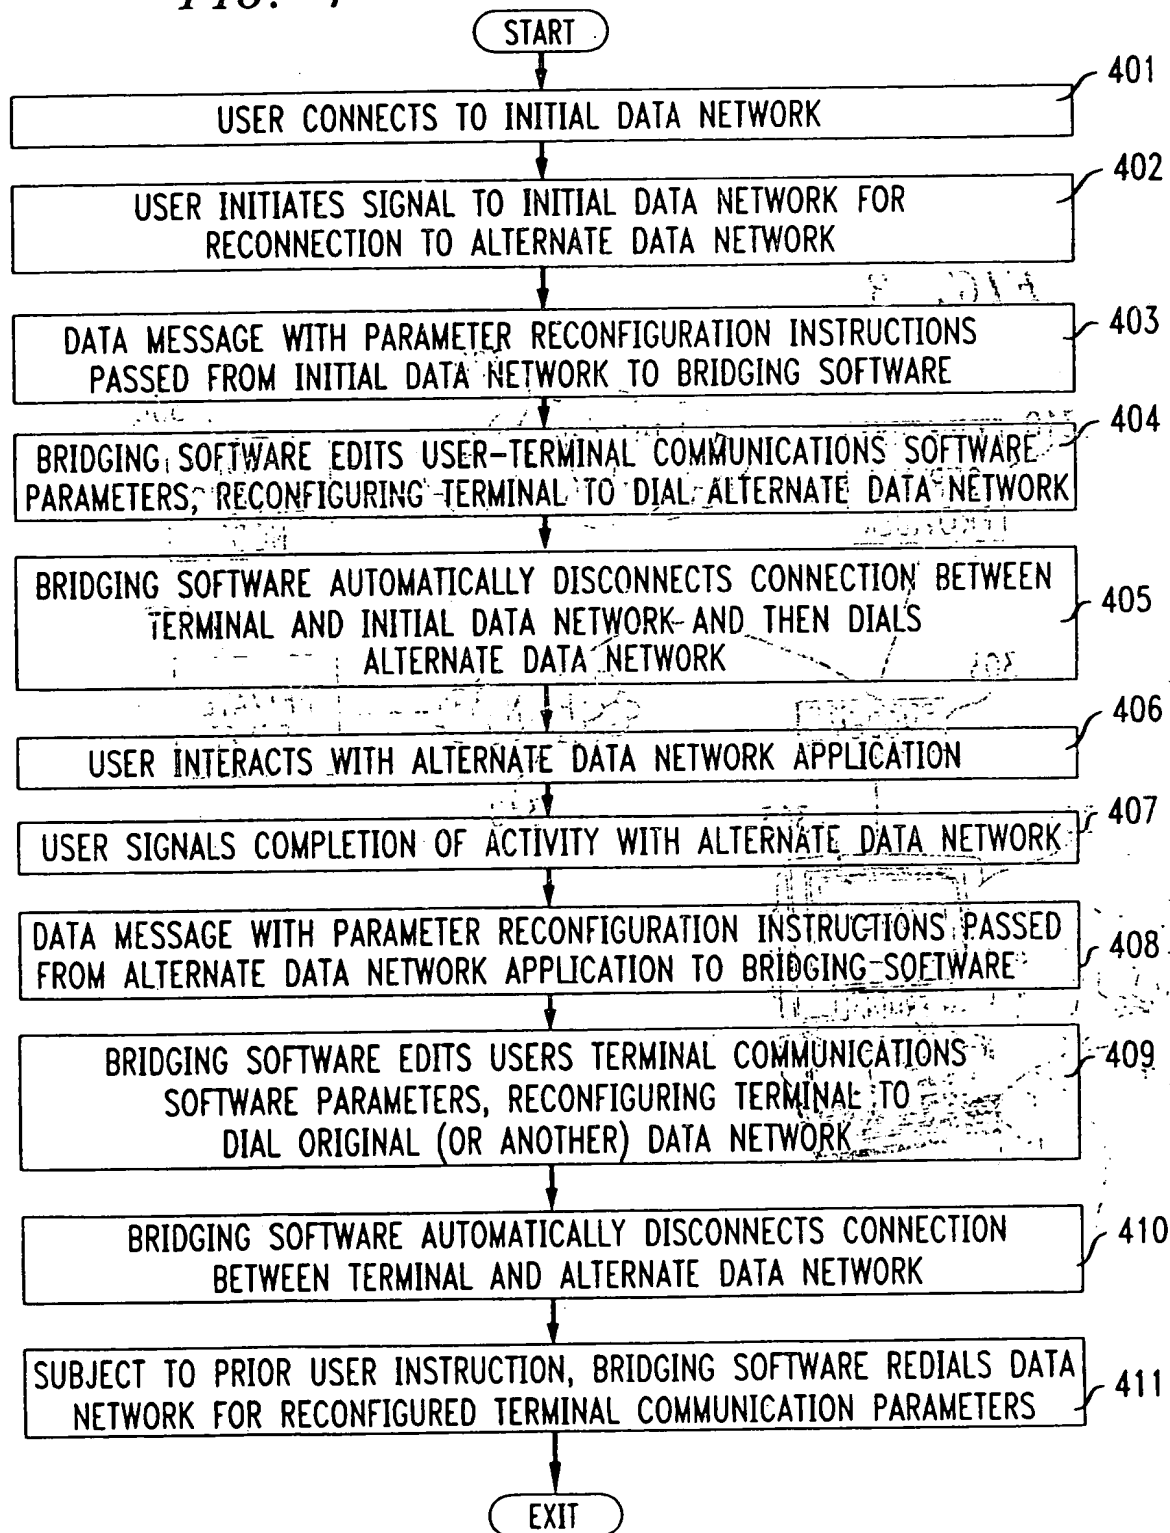 FIG. 4
START
401
USER CONNECTS TO INITIAL DATA NETWORK
402
USER INITIATES SIGNAL TO INITIAL DATA NETWORK FOR
RECONNECTION TO ALTERNATE DATA NETWORK
403
DATA MESSAGE WITH PARAMETER RECONFIGURATION INSTRUCTIONS
PASSED FROM INITIAL DATA NETWORK TO BRIDGING SOFTWARE
404
BRIDGING SOFTWARE EDITS USER-TERMINAL COMMUNICATIONS SOFTWARE
PARAMETERS, RECONFIGURING TERMINAL TO DIAL ALTERNATE DATA NETWORK
405
BRIDGING SOFTWARE AUTOMATICALLY DISCONNECTS CONNECTION BETWEEN
TERMINAL AND INITIAL DATA NETWORK AND THEN DIALS
ALTERNATE DATA NETWORK
406
USER INTERACTS WITH ALTERNATE DATA NETWORK APPLICATION
407
USER SIGNALS COMPLETION OF ACTIVITY WITH ALTERNATE DATA NETWORK
408
DATA MESSAGE WITH PARAMETER RECONFIGURATION INSTRUCTIONS PASSED
FROM ALTERNATE DATA NETWORK APPLICATION TO BRIDGING SOFTWARE
409
BRIDGING SOFTWARE EDITS USERS TERMINAL COMMUNICATIONS
SOFTWARE PARAMETERS, RECONFIGURING TERMINAL TO
DIAL ORIGINAL (OR ANOTHER) DATA NETWORK
410
BRIDGING SOFTWARE AUTOMATICALLY DISCONNECTS CONNECTION
BETWEEN TERMINAL AND ALTERNATE DATA NETWORK
411
SUBJECT TO PRIOR USER INSTRUCTION, BRIDGING SOFTWARE REDIALS DATA
NETWORK FOR RECONFIGURED TERMINAL COMMUNICATION PARAMETERS
EXIT